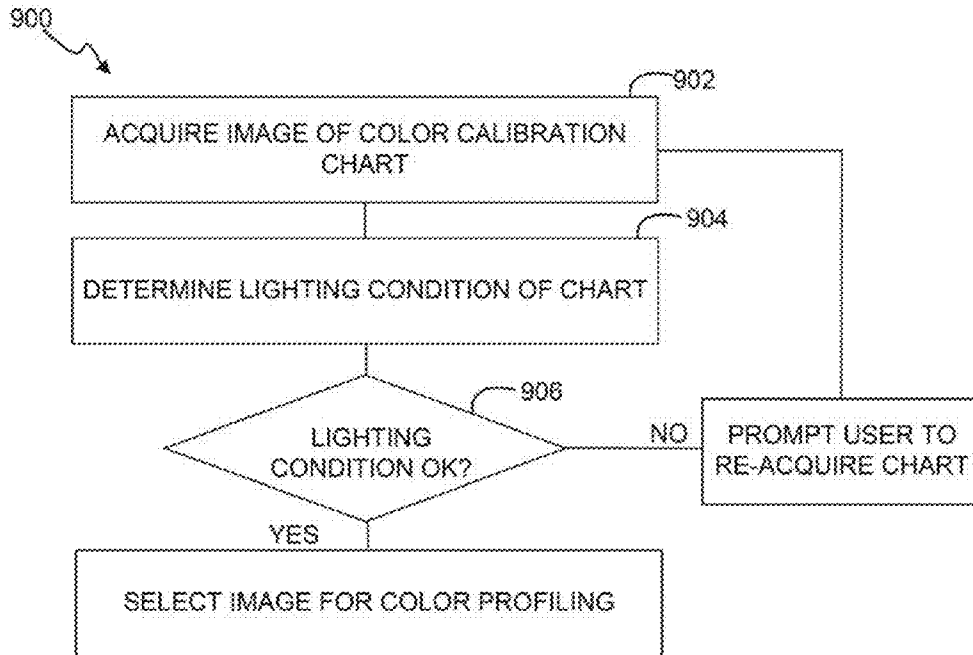 900
902
ACQUIRE IMAGE OF COLOR CALIBRATION
CHART
904
DETERMINE LIGHTING CONDITION OF CHART
906
LIGHTING
CONDITION OK?
NO
PROMPT USER TO
RE-ACQUIRE CHART
YES
SELECT IMAGE FOR COLOR PROFILING